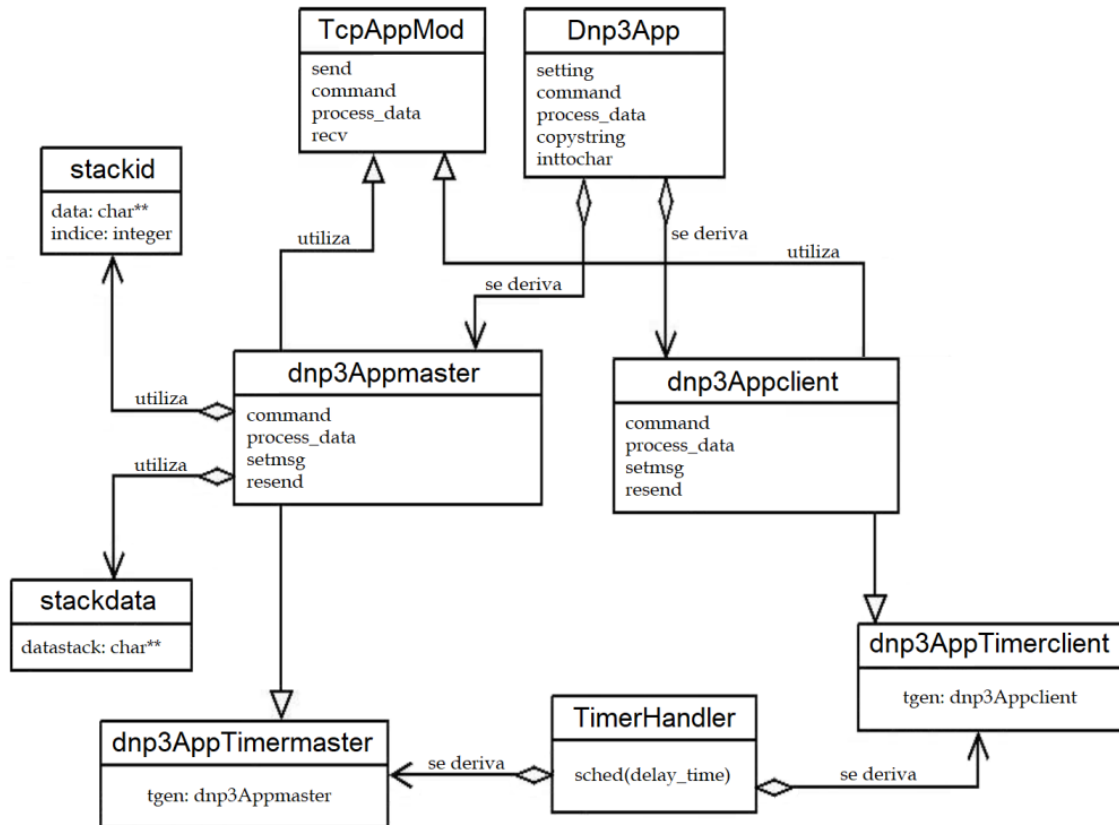 TcpAppMod
send
command
process_data
recv
Dnp3App
setting
command
process_data
copystring
inttochar
stackid
data: char**
indice: integer
utiliza
se deriva
utiliza
se deriva
dnp3Appmaster
command
process_data
setmsg
resend
dnp3Appclient
command
process_data
setmsg
resend
utiliza
utiliza
stackdata
datastack: char**
dnp3AppTimerclient
tgen: dnp3Appclient
TimerHandler
sched(delay_time)
dnp3AppTimermaster
tgen: dnp3Appmaster
se deriva
se deriva